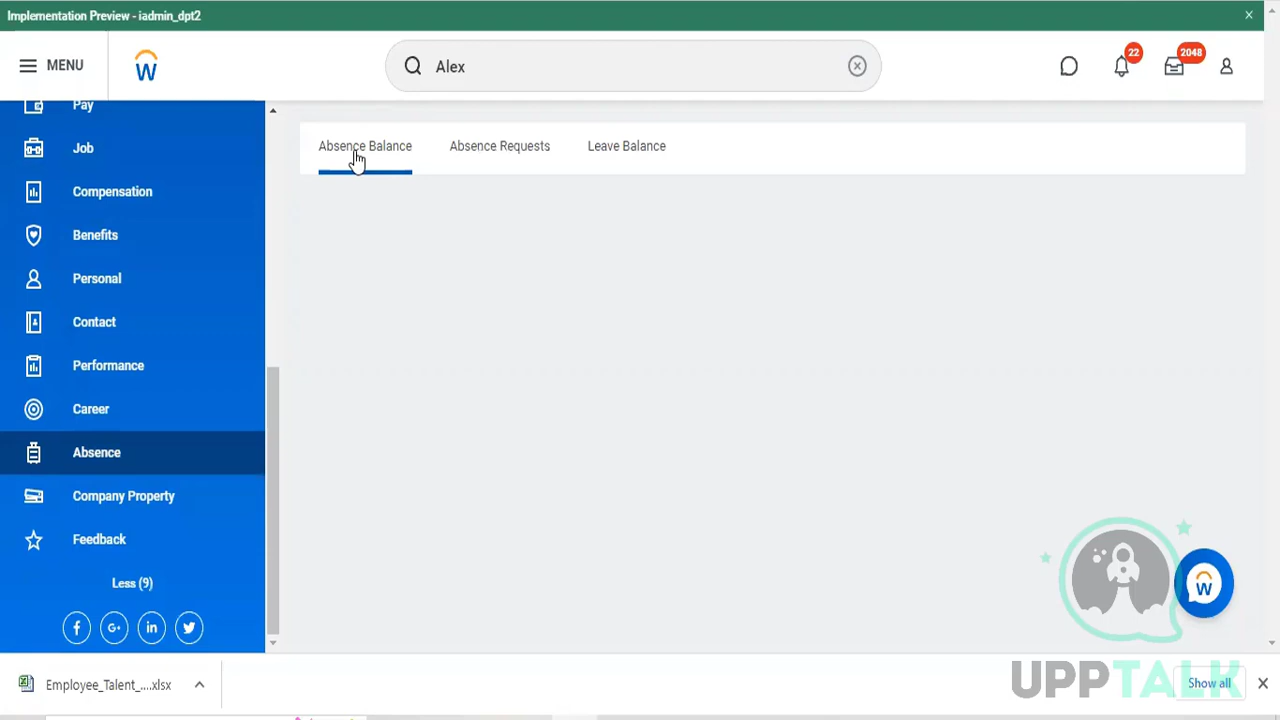 Implementation Preview - iadmin_dpt2
MENU
Alex
22
2048
Pay
Job
Compensation
Benefits
Personal
Contact
Performance
Career
Absence
Company Property
Feedback
Less (9)
Absence Balance
Absence Requests
Leave Balance
Employee_Talent_....xlsx
UPPTALK
Show all